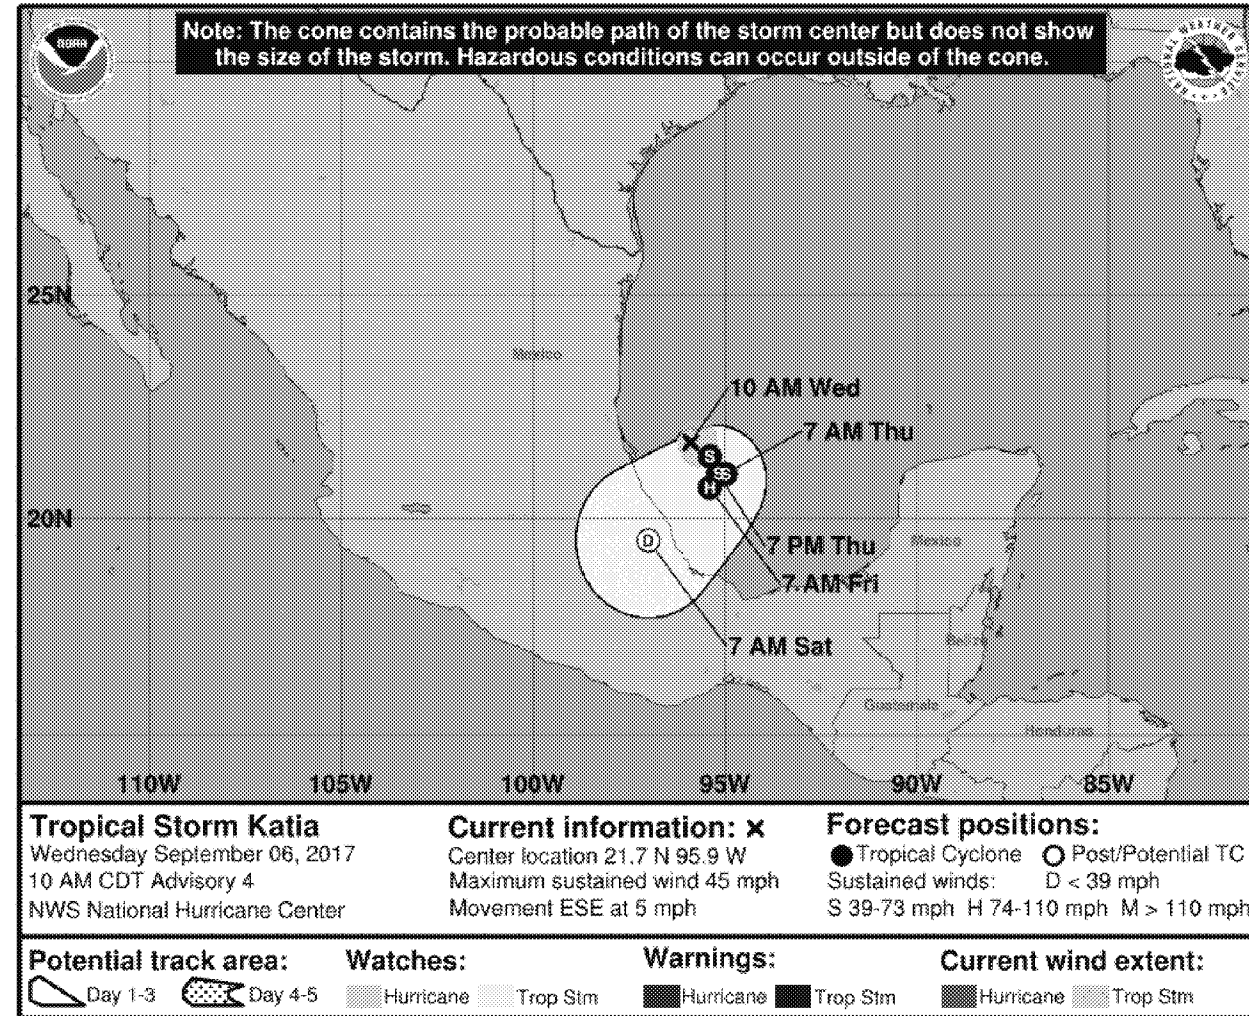 Note: The cone contains the probable path of the storm center but does not show
the size of the storm. Hazardous conditions can occur outside of the cone.
NOAA
25N
Mexico
10 AM Wed
7 AM Thu
S
S
S
H
20N
D
7 PM Thu
Mexico
7 AM Fri
7 AM Sat
Belize
Guatemala
Honduras
110W 105W 100W 95W 90W 85W
Tropical Storm Katia
Wednesday September 06, 2017
10 AM CDT Advisory 4
NWS National Hurricane Center
Current information: x
Center location 21.7 N 95.9 W
Maximum sustained wind 45 mph
Movement ESE at 5 mph
Forecast positions:
Tropical Cyclone Post/Potential TC
Sustained winds: D < 39 mph
S 39-73 mph H 74-110 mph M > 110 mph
Potential track area:
Day 1-3 Day 4-5
Watches:
Hurricane Trop Stm
Warnings:
Hurricane Trop Stm
Current wind extent:
Hurricane Trop Stm